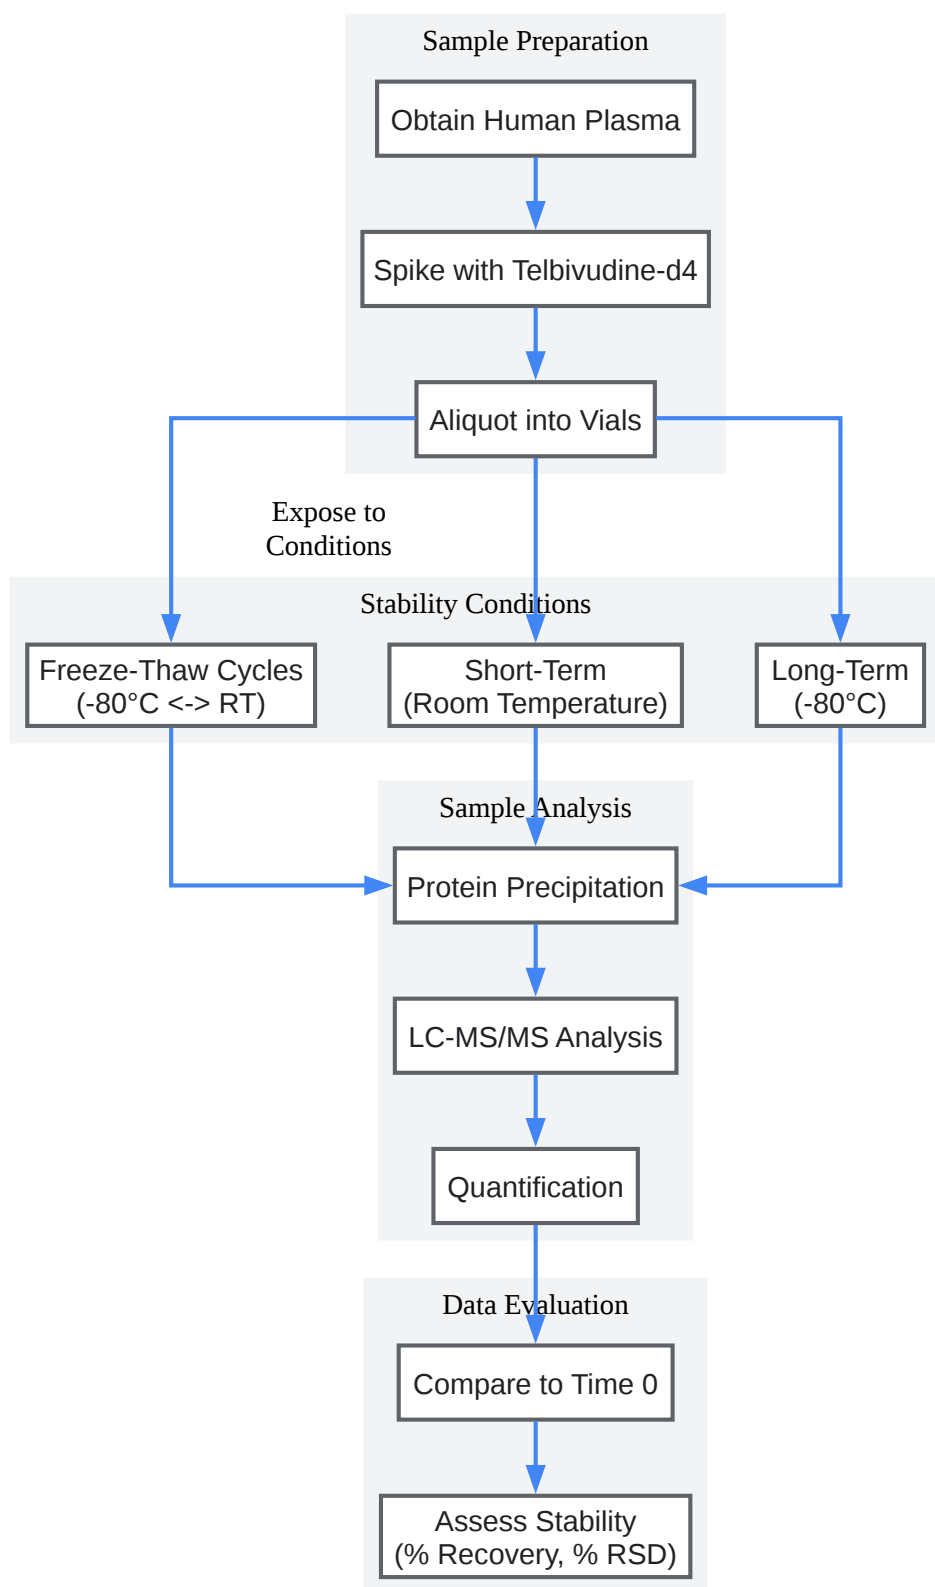 Sample Preparation
Obtain Human Plasma
Spike with Telbivudine-d4
Aliquot into Vials
Expose to
Conditions
Stability Conditions
Freeze-Thaw Cycles
(-80°C <-> RT)
Short-Term
(Room Temperature)
Long-Term
(-80°C)
Sample Analysis
Protein Precipitation
LC-MS/MS Analysis
Quantification
Data Evaluation
Compare to Time 0
Assess Stability
(% Recovery, % RSD)